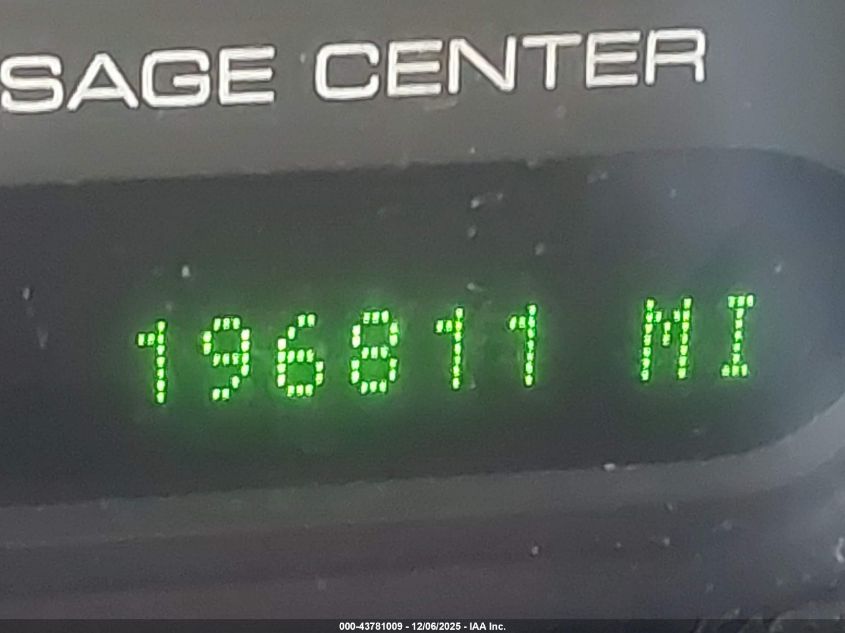 SAGE CENTER
196811 MI
000-43781009 - 12/06/2025 - IAA Inc.